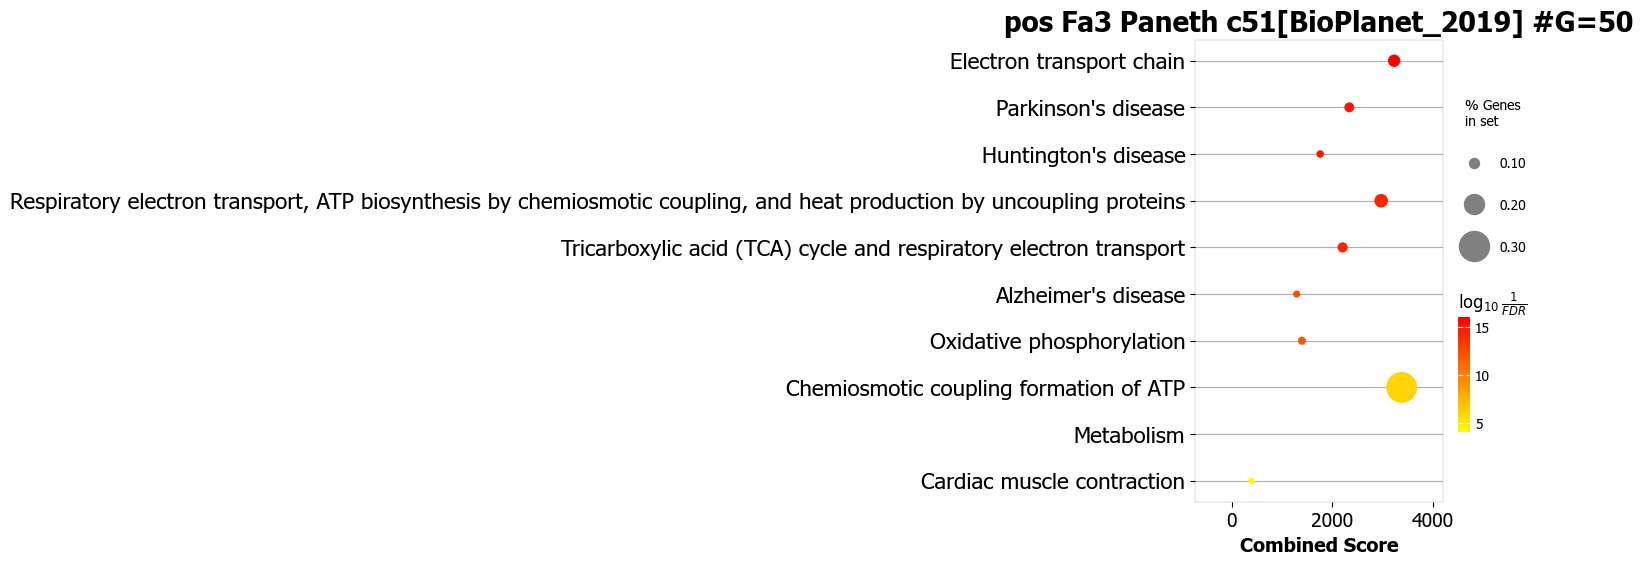 pos Fa3 Paneth c51[BioPlanet_2019] #G=50
Electron transport chain
Parkinson's disease
Huntington's disease
Respiratory electron transport, ATP biosynthesis by chemiosmotic coupling, and heat production by uncoupling proteins
Tricarboxylic acid (TCA) cycle and respiratory electron transport
Alzheimer's disease
Oxidative phosphorylation
Chemiosmotic coupling formation of ATP
Metabolism
Cardiac muscle contraction
0 2000 4000
Combined Score
% Genes
in set
0.10
0.20
0.30
log10 1/FDR
15
10
5